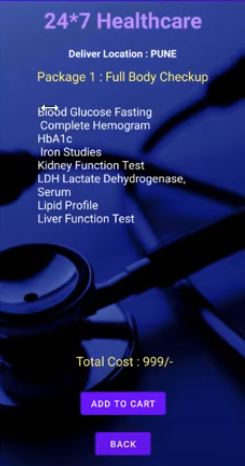 24*7 Healthcare
Deliver Location : PUNE
Package 1 : Full Body Checkup
Blood Glucose Fasting
Complete Hemogram
HbA1c
Iron Studies
Kidney Function Test
LDH Lactate Dehydrogenase,
Serum
Lipid Profile
Liver Function Test
Total Cost : 999/-
ADD TO CART
BACK